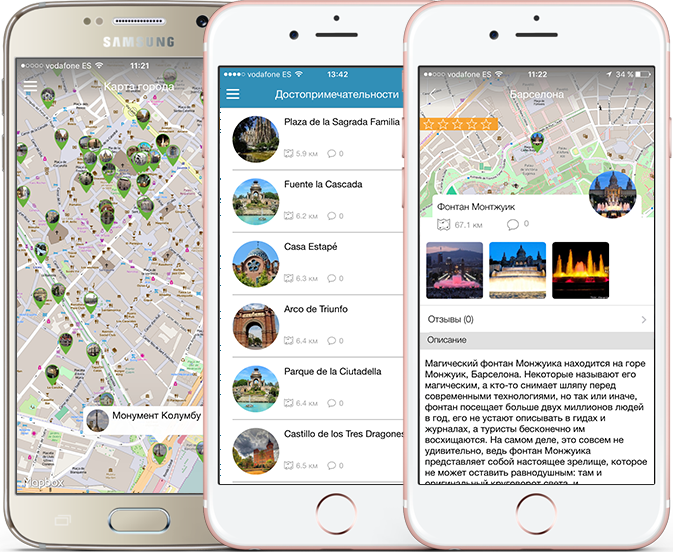 SAMSUNG
vodafone ES
11:21
Карта города
Монумент Колумбу
Mapbox
vodafone ES
13:42
Достопримечательности
Plaza de la Sagrada Familia
5.9 км
0
Fuente la Cascada
6.2 км
0
Casa Estapé
6.3 км
0
Arco de Triunfo
6.4 км
0
Parque de la Ciutadella
6.4 км
0
Castillo de los Tres Dragones
6.5 км
0
vodafone ES
11:22
34 %
Барселона
Фонтан Монтжуик
67.1 км
0
Отзывы (0)
Описание
Магический фонтан Монжуика находится на горе
Монжуик, Барселона. Некоторые называют его
магическим, а кто-то снимает шляпу перед
современными технологиями, но так или иначе,
фонтан посещает больше двух миллионов людей
в год, его не устают описывать в гидах и
журналах, а туристы бесконечно им
восхищаются. На самом деле, это совсем не
удивительно, ведь фонтан Монжуика
представляет собой настоящее зрелище, которое
не может оставить равнодушным: там и
оригинальный круговорот света, и